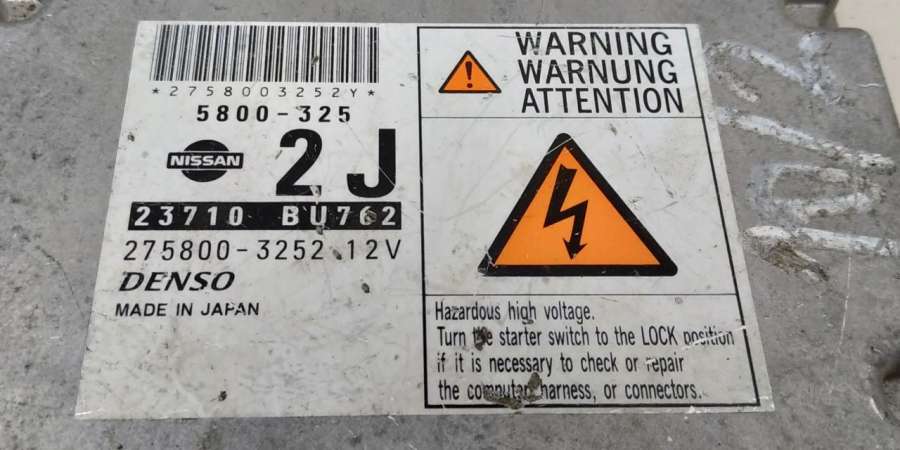 *2758003252Y*
5800-325
NISSAN
2J
23710 BU762
275800-3252 12V
DENSO
MADE IN JAPAN
WARNING
WARNUNG
ATTENTION
Hazardous high voltage.
Turn the starter switch to the LOCK position
if it is necessary to check or repair
the computer, harness, or connectors.